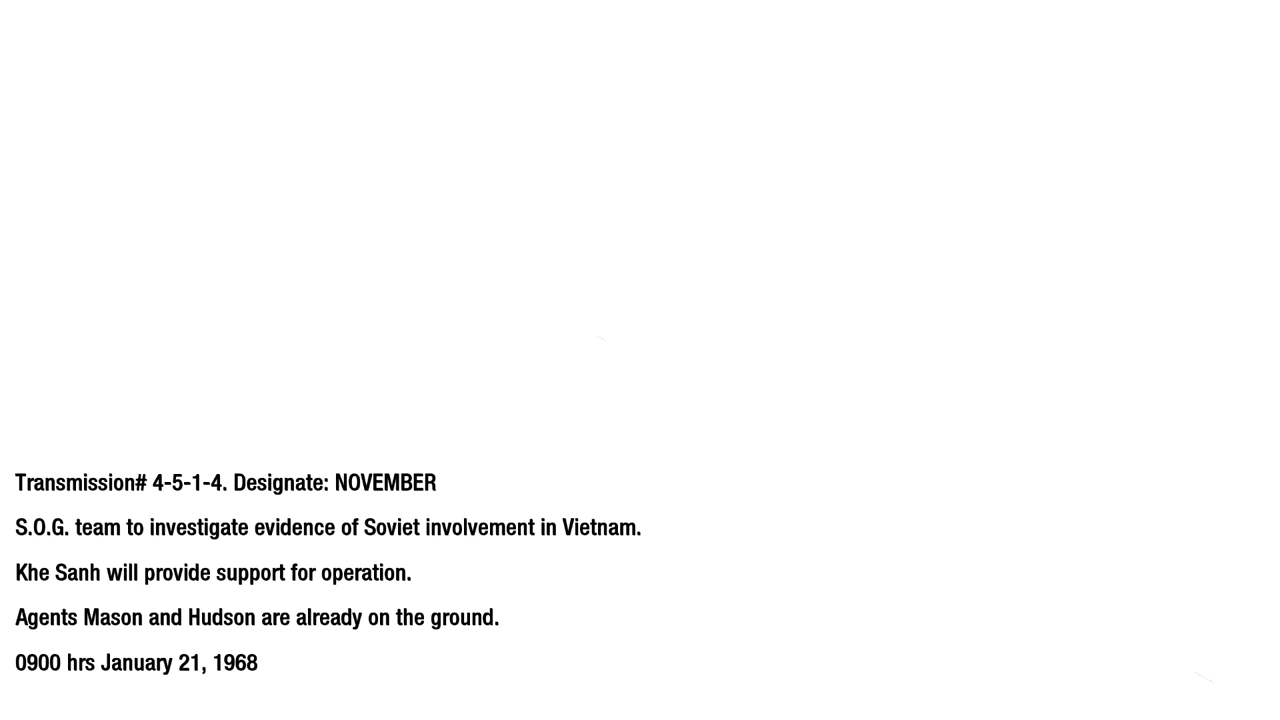 Transmission# 4-5-1-4. Designate: NOVEMBER
S.O.G. team to investigate evidence of Soviet involvement in Vietnam.
Khe Sanh will provide support for operation.
Agents Mason and Hudson are already on the ground.
0900 hrs January 21, 1968